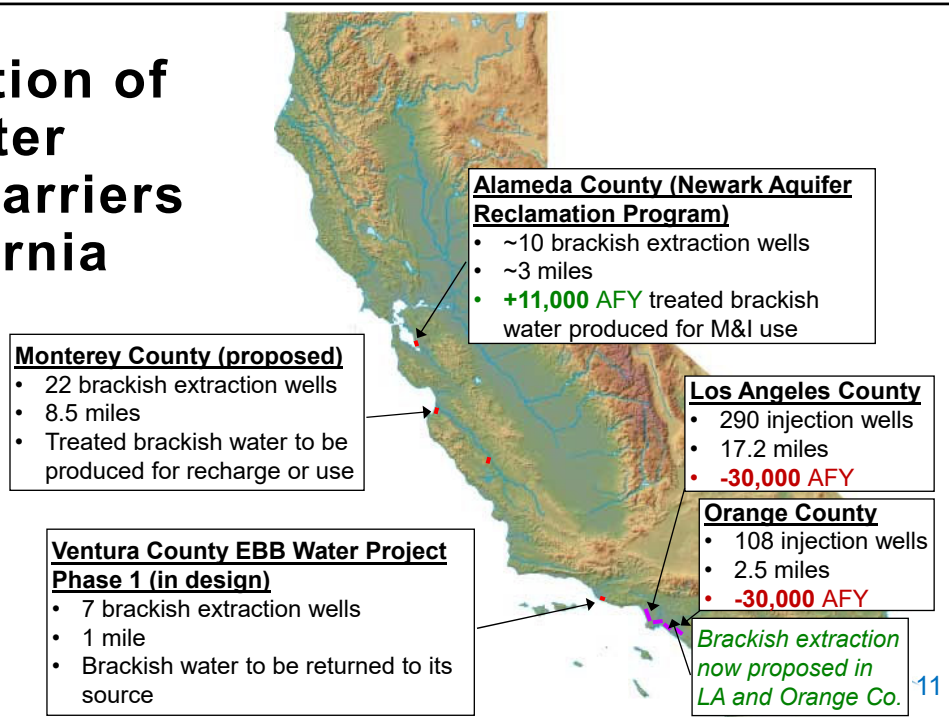 tion of
ter
arriers
rnia
Alameda County (Newark Aquifer
Reclamation Program)
• ~10 brackish extraction wells
• ~3 miles
• +11,000 AFY treated brackish
water produced for M&I use
Monterey County (proposed)
• 22 brackish extraction wells
• 8.5 miles
• Treated brackish water to be
produced for recharge or use
Los Angeles County
• 290 injection wells
• 17.2 miles
• -30,000 AFY
Orange County
• 108 injection wells
• 2.5 miles
• -30,000 AFY
Ventura County EBB Water Project
Phase 1 (in design)
• 7 brackish extraction wells
• 1 mile
• Brackish water to be returned to its
source
Brackish extraction
now proposed in
LA and Orange Co.
11